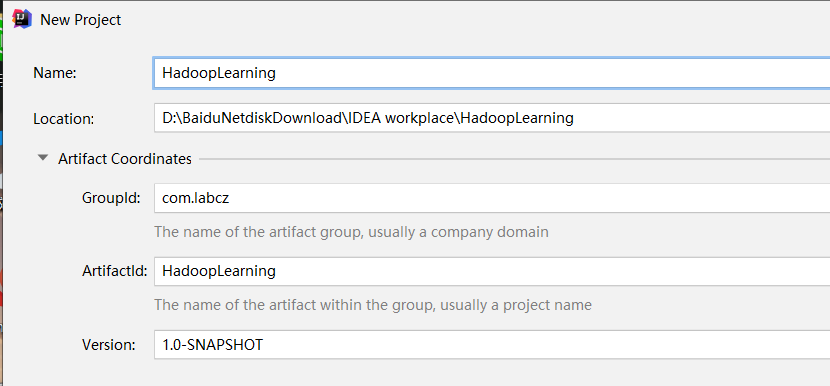 New Project
Name: HadoopLearning
Location: D:\BaiduNetdiskDownload\IDEA workplace\HadoopLearning
Artifact Coordinates
GroupId: com.labcz
The name of the artifact group, usually a company domain
ArtifactId: HadoopLearning
The name of the artifact within the group, usually a project name
Version: 1.0-SNAPSHOT